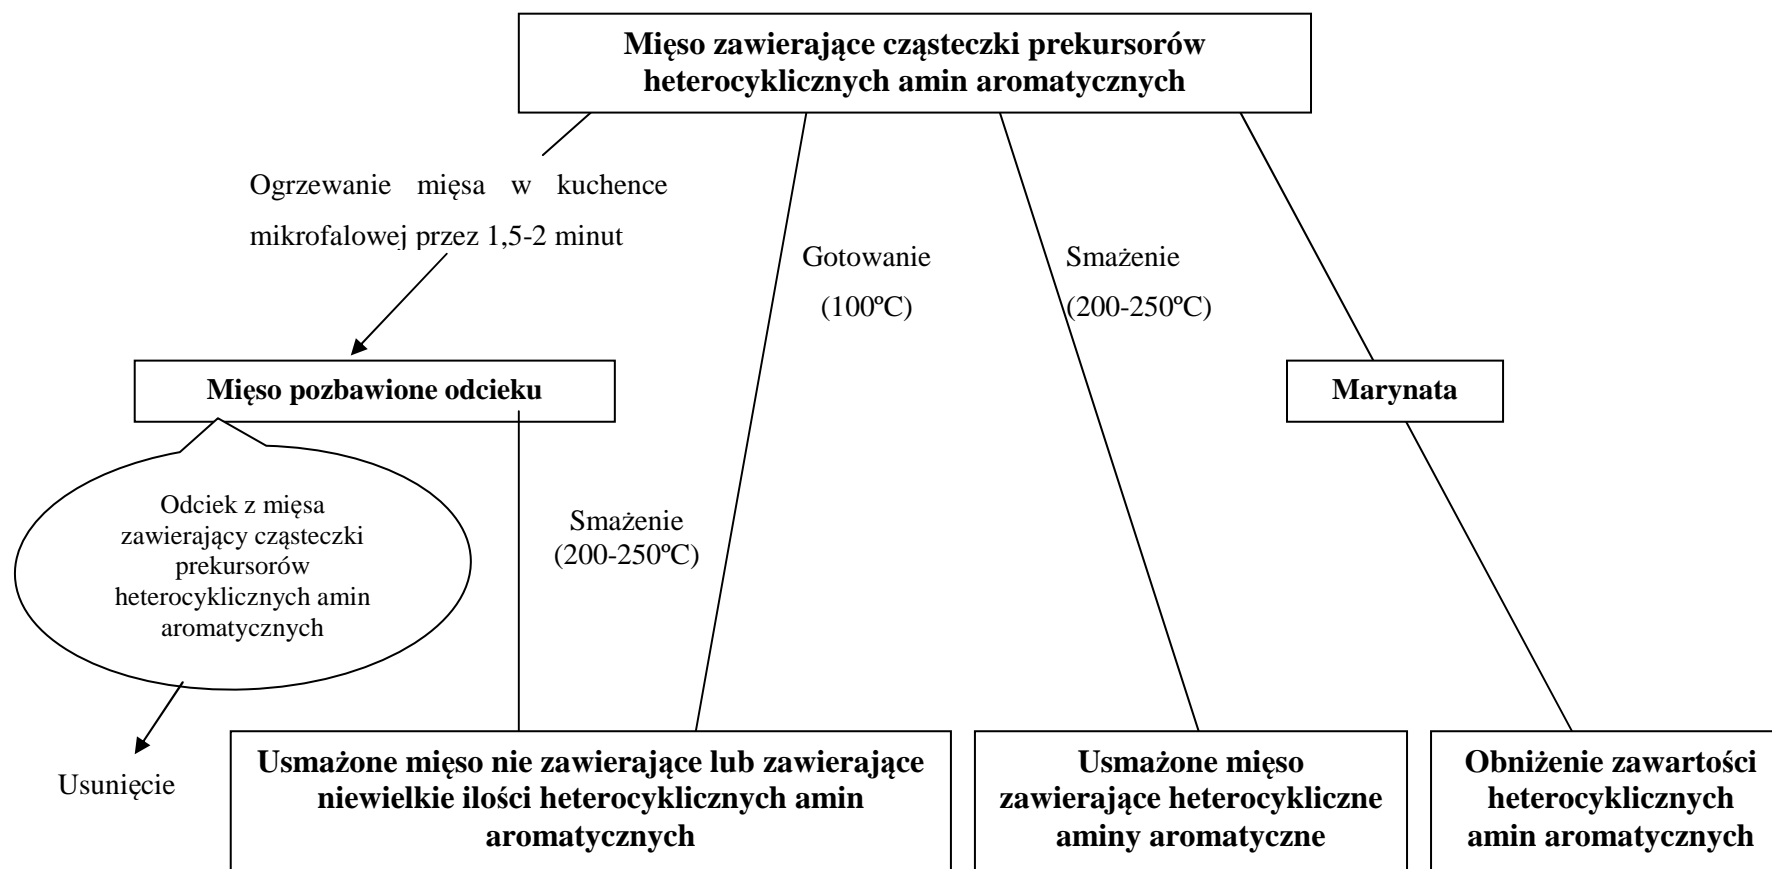 Mięso zawierające cząsteczki prekursorów
heterocyklicznych amin aromatycznych
Ogrzewanie mięsa w kuchence
mikrofalowej przez 1,5-2 minut
Gotowanie
(100ºC)
Smażenie
(200-250ºC)
Mięso pozbawione odcieku
Marynata
Odciek z mięsa
zawierający cząsteczki
prekursorów
heterocyklicznych amin
aromatycznych
Smażenie
(200-250ºC)
Usunięcie
Usmażone mięso nie zawierające lub zawierające
niewielkie ilości heterocyklicznych amin
aromatycznych
Usmażone mięso
zawierające heterocykliczne
aminy aromatyczne
Obniżenie zawartości
heterocyklicznych
amin aromatycznych